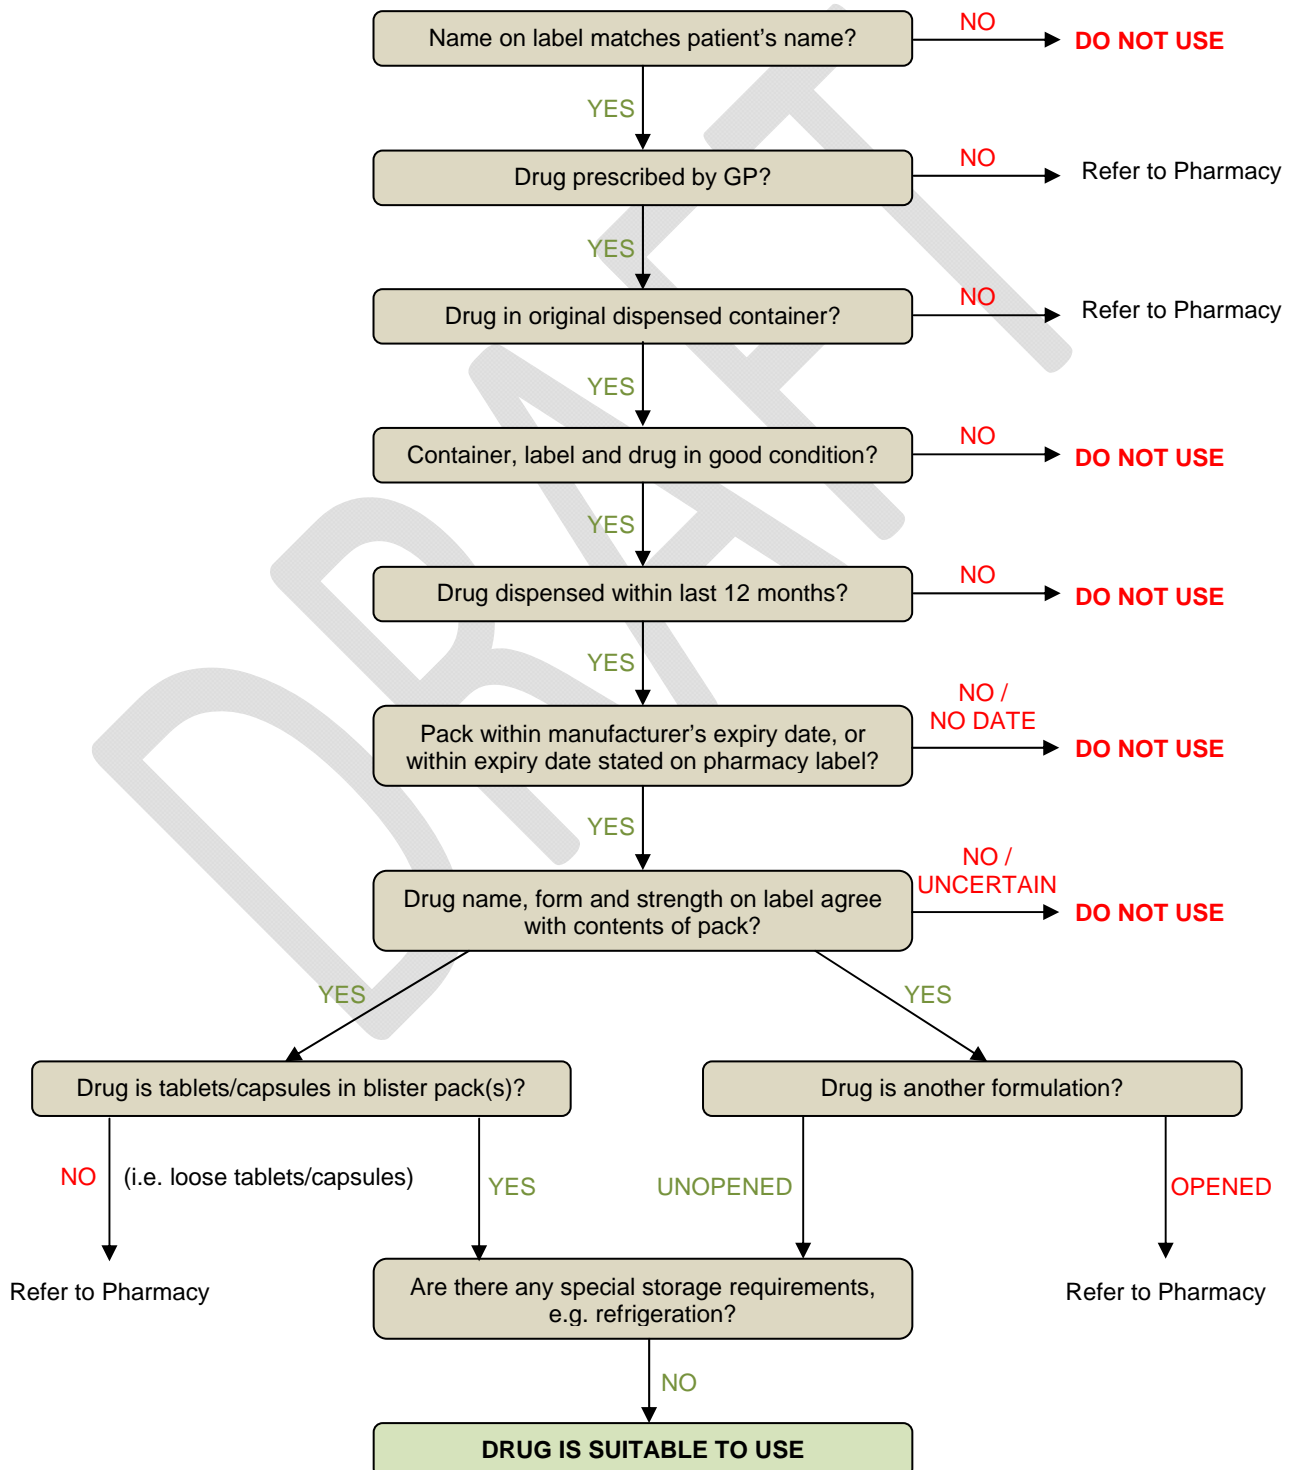 Name on label matches patient's name?
NO
DO NOT USE
YES
Drug prescribed by GP?
NO
Refer to Pharmacy
YES
Drug in original dispensed container?
NO
Refer to Pharmacy
YES
Container, label and drug in good condition?
NO
DO NOT USE
YES
Drug dispensed within last 12 months?
NO
DO NOT USE
YES
Pack within manufacturer's expiry date, or
within expiry date stated on pharmacy label?
NO /
NO DATE
DO NOT USE
YES
Drug name, form and strength on label agree
with contents of pack?
NO /
UNCERTAIN
DO NOT USE
YES
YES
Drug is tablets/capsules in blister pack(s)?
Drug is another formulation?
NO
(i.e. loose tablets/capsules)
YES
UNOPENED
OPENED
Refer to Pharmacy
Are there any special storage requirements,
e.g. refrigeration?
Refer to Pharmacy
NO
DRUG IS SUITABLE TO USE
DRAFT